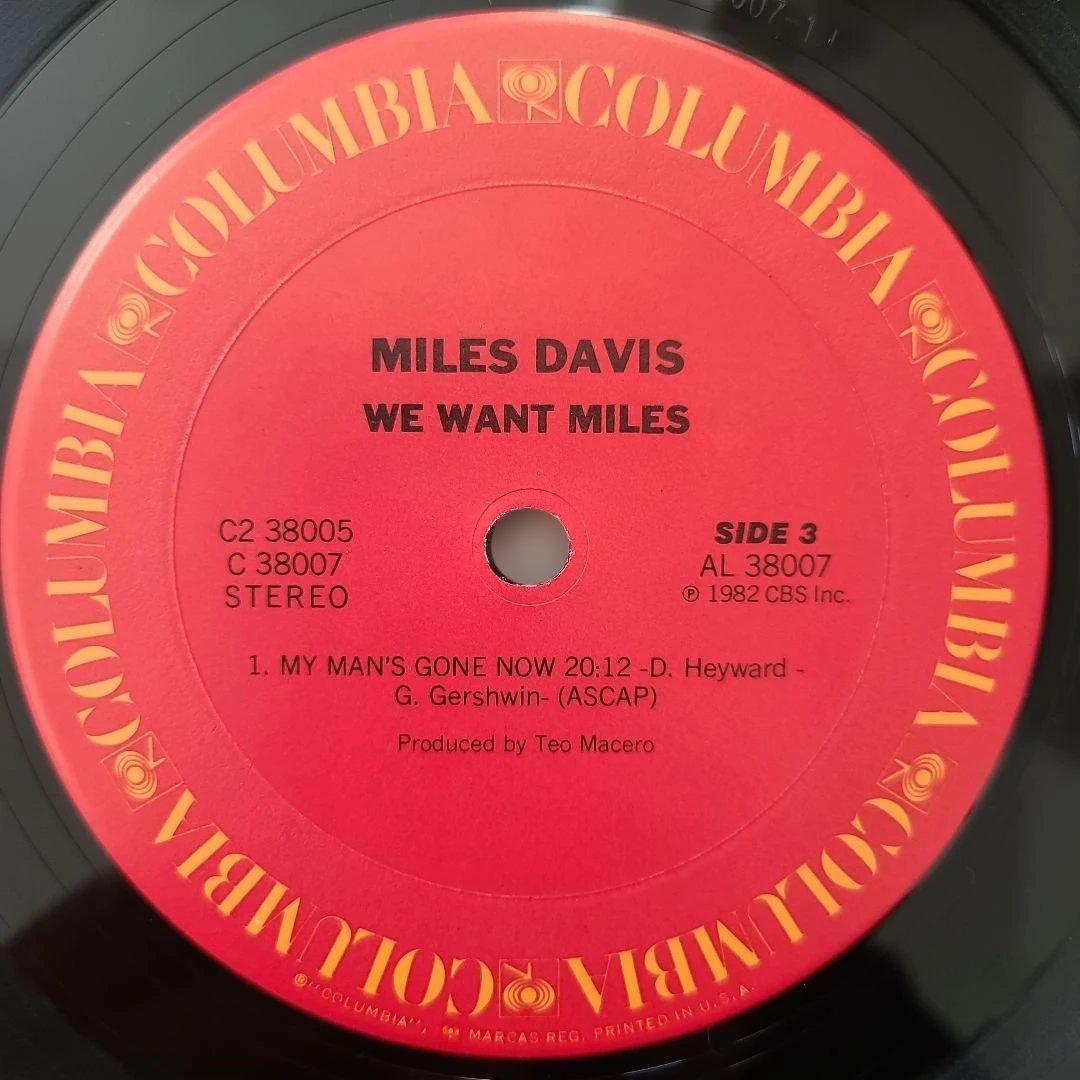 COLUMBIA COLUMBIA COLUMBIA COLUMBIA COLUMBIA COLUMBIA
MILES DAVIS
WE WANT MILES
C2 38005
C 38007
STEREO
SIDE 3
AL 38007
℗ 1982 CBS Inc.
1. MY MAN'S GONE NOW 20:12 -D. Heyward -
G. Gershwin- (ASCAP)
Produced by Teo Macero
®"COLUMBIA", MARCAS REG. PRINTED IN U.S.A.